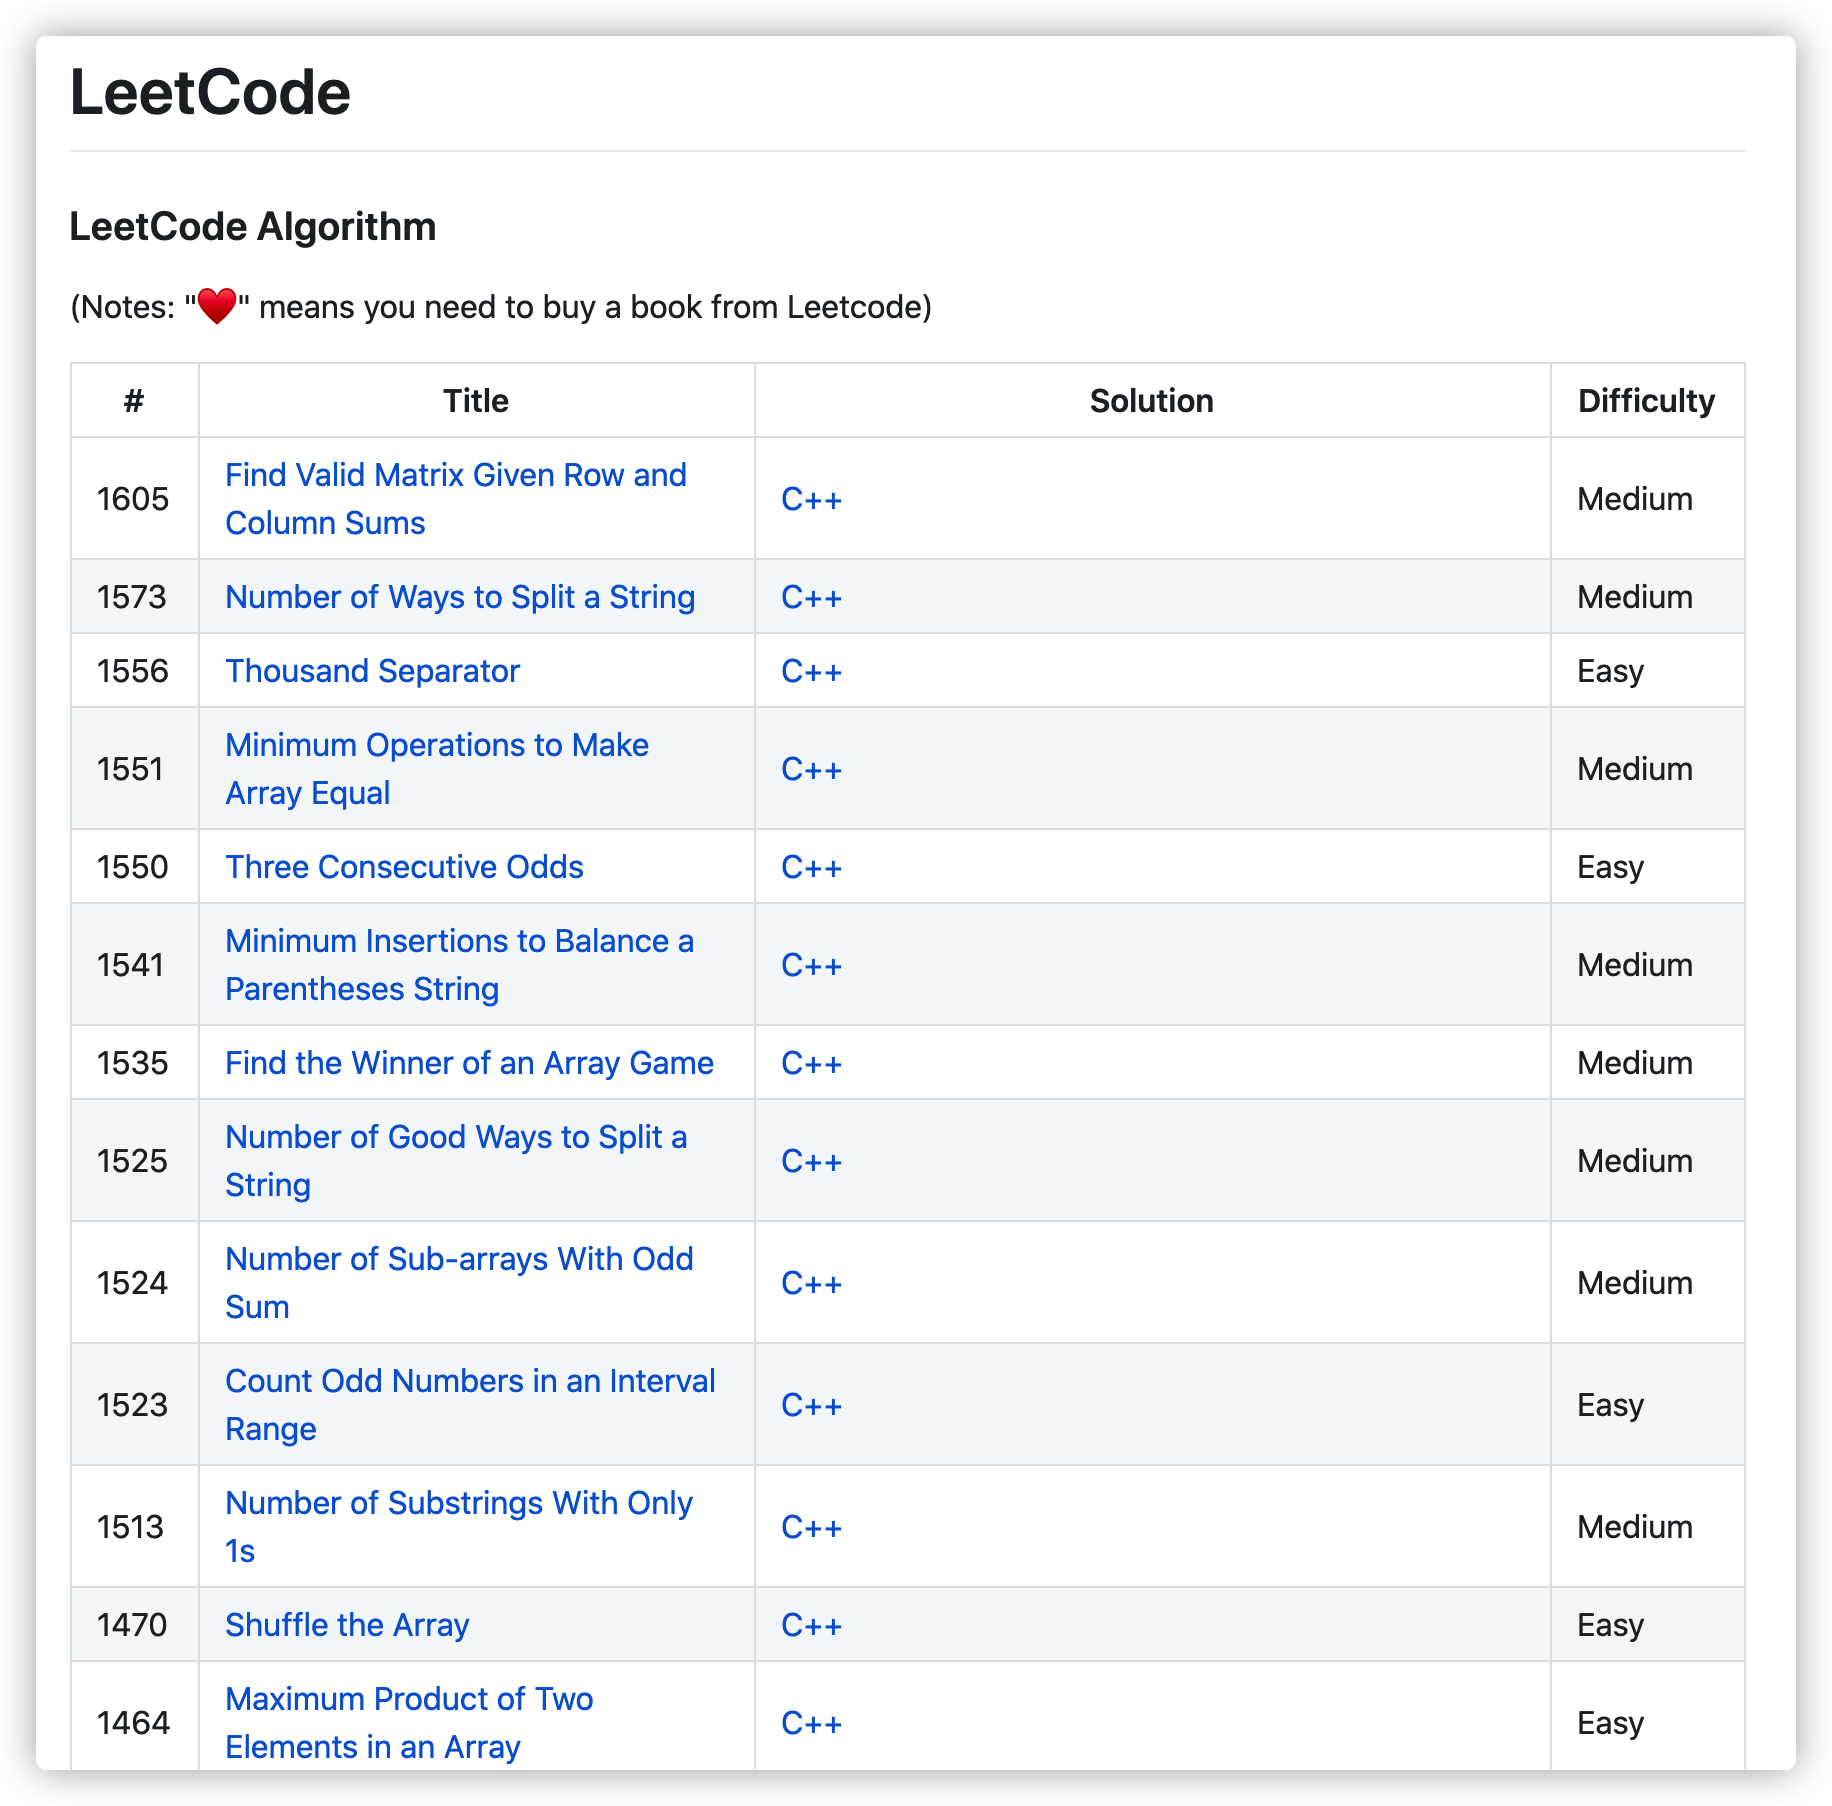 LeetCode
LeetCode Algorithm
(Notes: "❤️" means you need to buy a book from Leetcode)
# Title Solution Difficulty
1605 Find Valid Matrix Given Row and
Column Sums C++ Medium
1573 Number of Ways to Split a String C++ Medium
1556 Thousand Separator C++ Easy
1551 Minimum Operations to Make
Array Equal C++ Medium
1550 Three Consecutive Odds C++ Easy
1541 Minimum Insertions to Balance a
Parentheses String C++ Medium
1535 Find the Winner of an Array Game C++ Medium
1525 Number of Good Ways to Split a
String C++ Medium
1524 Number of Sub-arrays With Odd
Sum C++ Medium
1523 Count Odd Numbers in an Interval
Range C++ Easy
1513 Number of Substrings With Only
1s C++ Medium
1470 Shuffle the Array C++ Easy
1464 Maximum Product of Two
Elements in an Array C++ Easy